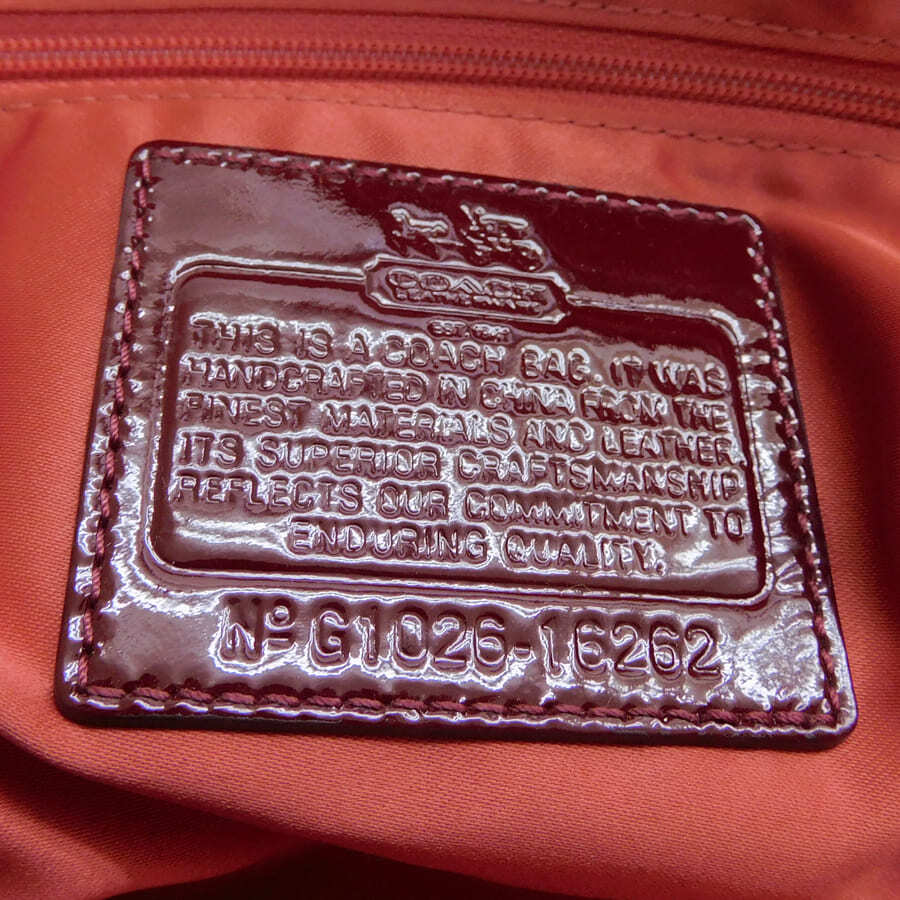 COACH
LEATHERWARE
EST. 1941
THIS IS A COACH BAG. IT WAS
HANDCRAFTED IN CHINA FROM THE
FINEST MATERIALS AND LEATHER.
ITS SUPERIOR CRAFTSMANSHIP
REFLECTS OUR COMMITMENT TO
ENDURING QUALITY.
Nº G1026-16262